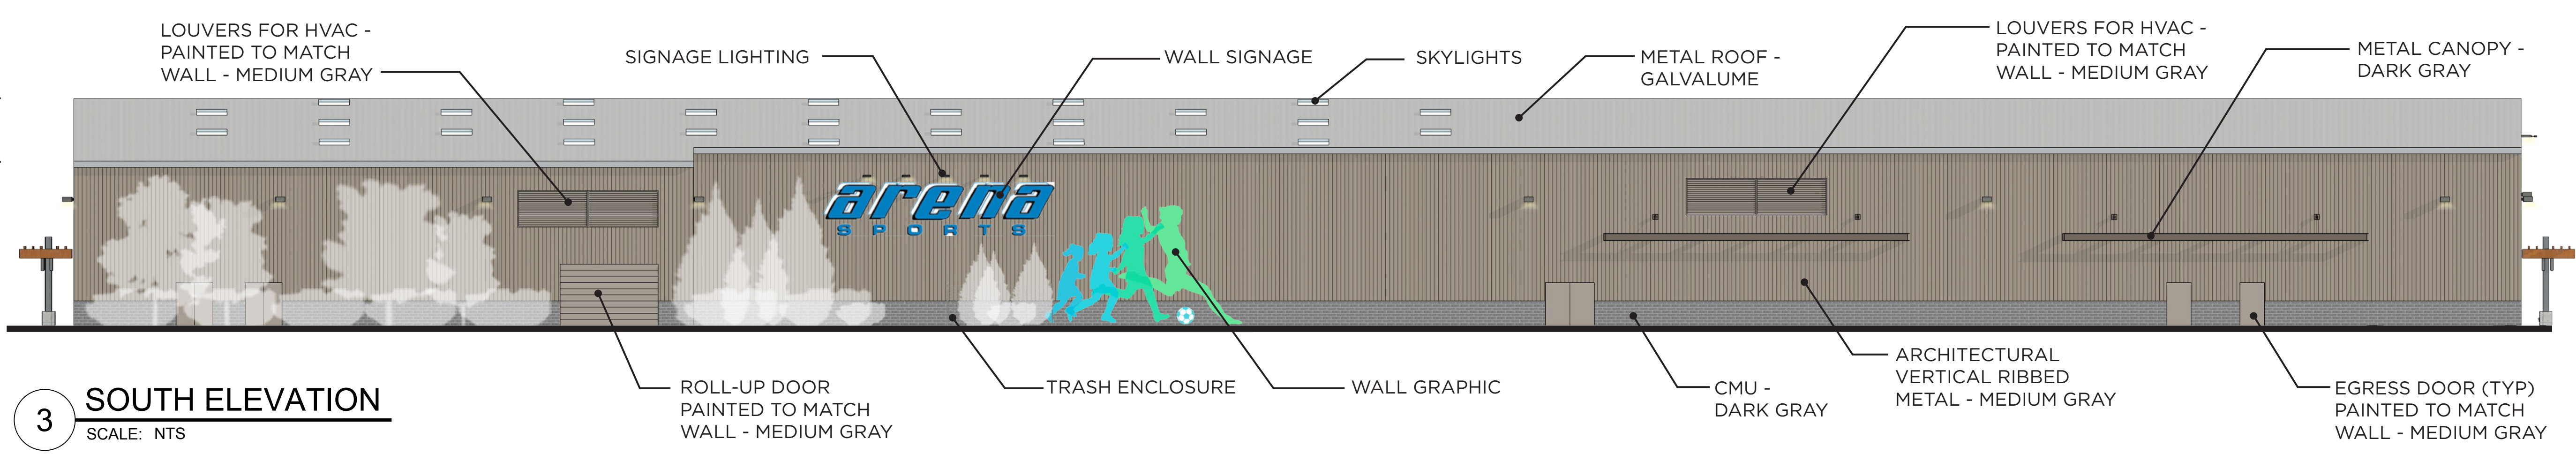 LOUVERS FOR HVAC -
PAINTED TO MATCH
WALL - MEDIUM GRAY
SIGNAGE LIGHTING
WALL SIGNAGE
SKYLIGHTS
METAL ROOF -
GALVALUME
LOUVERS FOR HVAC -
PAINTED TO MATCH
WALL - MEDIUM GRAY
METAL CANOPY -
DARK GRAY
arena
SPORTS
3
SOUTH ELEVATION
SCALE: NTS
ROLL-UP DOOR
PAINTED TO MATCH
WALL - MEDIUM GRAY
TRASH ENCLOSURE
WALL GRAPHIC
CMU -
DARK GRAY
ARCHITECTURAL
VERTICAL RIBBED
METAL - MEDIUM GRAY
EGRESS DOOR (TYP)
PAINTED TO MATCH
WALL - MEDIUM GRAY